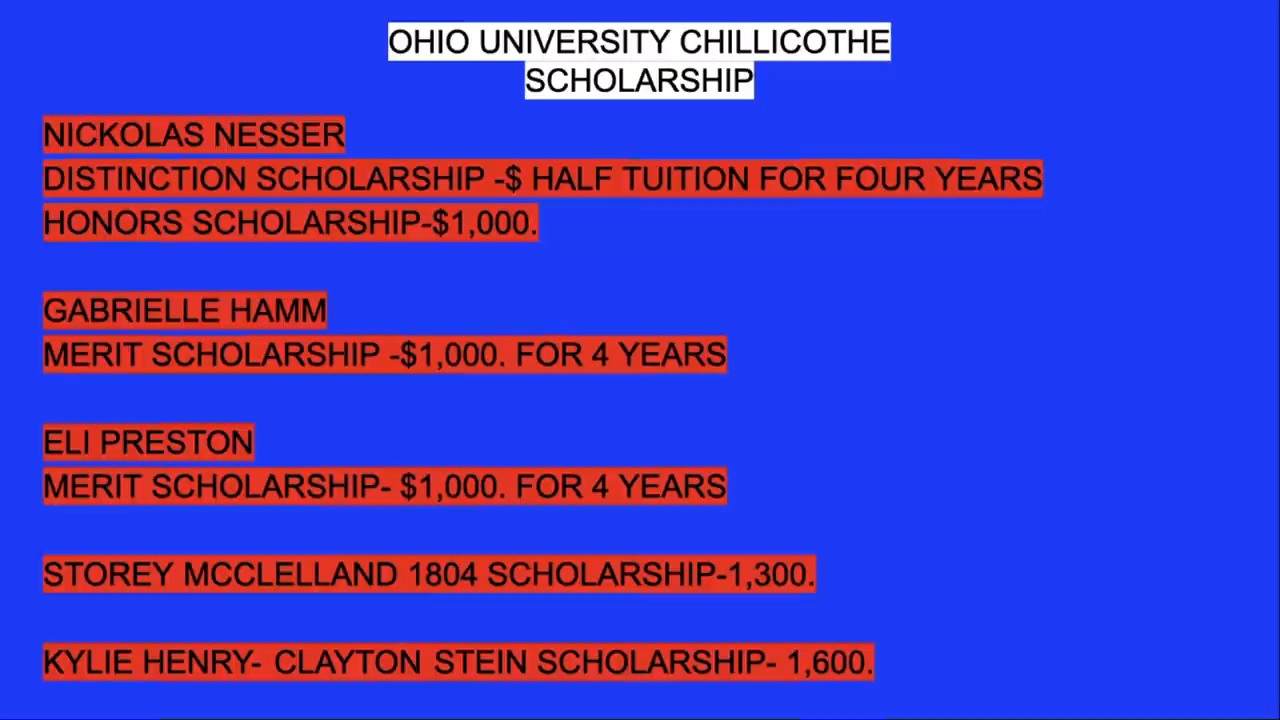 OHIO UNIVERSITY CHILLICOTHE
SCHOLARSHIP
NICKOLAS NESSER
DISTINCTION SCHOLARSHIP -$ HALF TUITION FOR FOUR YEARS
HONORS SCHOLARSHIP-$1,000.
GABRIELLE HAMM
MERIT SCHOLARSHIP -$1,000. FOR 4 YEARS
ELI PRESTON
MERIT SCHOLARSHIP- $1,000. FOR 4 YEARS
STOREY MCCLELLAND 1804 SCHOLARSHIP-1,300.
KYLIE HENRY- CLAYTON STEIN SCHOLARSHIP- 1,600.